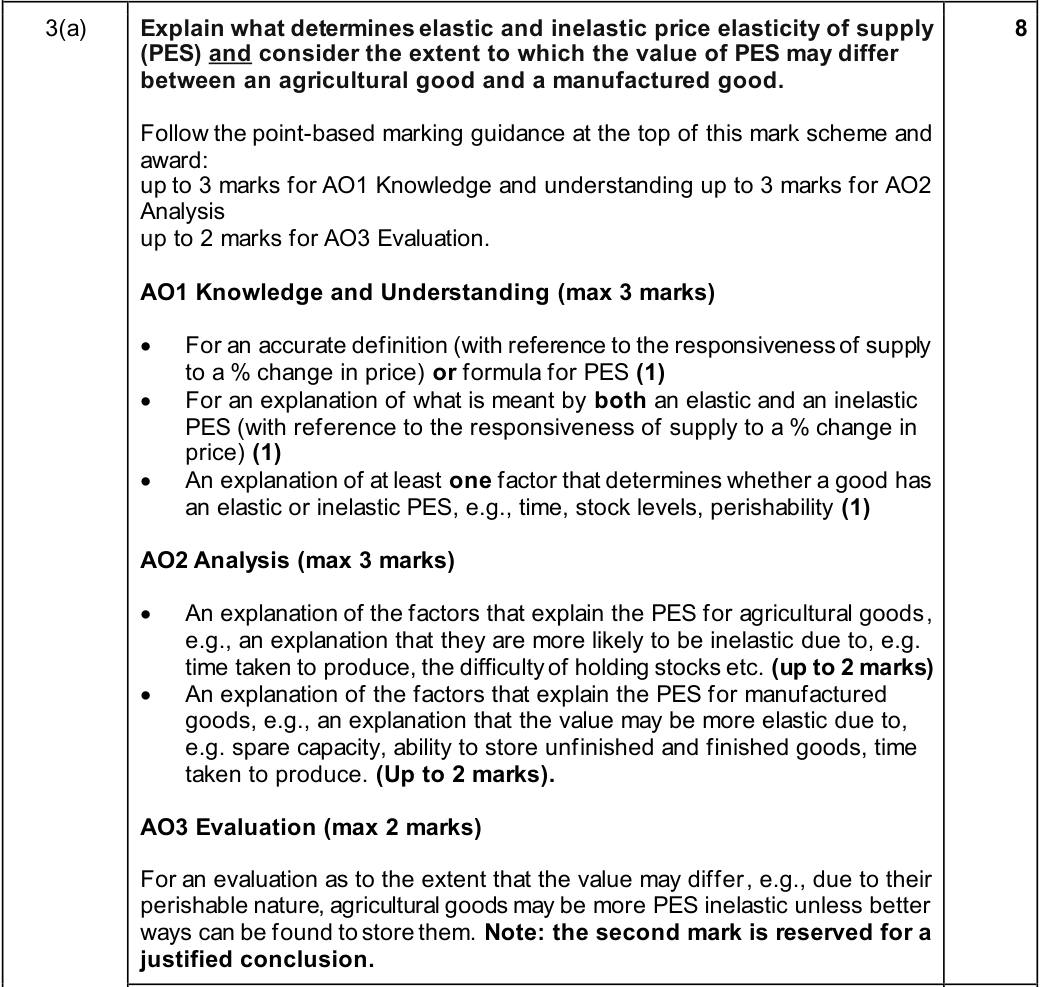 3(a)
Explain what determines elastic and inelastic price elasticity of supply
8
(PES) and consider the extent to which the value of PES may differ
between an agricultural good and a manufactured good.
Follow the point-based marking guidance at the top of this mark scheme and
award:
up to 3 marks for AO1 Knowledge and understanding up to 3 marks for AO2
Analysis
up to 2 marks for AO3 Evaluation.
AO1 Knowledge and Understanding (max 3 marks)
• For an accurate definition (with reference to the responsiveness of supply
to a % change in price) or formula for PES (1)
• For an explanation of what is meant by both an elastic and an inelastic
PES (with reference to the responsiveness of supply to a % change in
price) (1)
• An explanation of at least one factor that determines whether a good has
an elastic or inelastic PES, e.g., time, stock levels, perishability (1)
AO2 Analysis (max 3 marks)
• An explanation of the factors that explain the PES for agricultural goods,
e.g., an explanation that they are more likely to be inelastic due to, e.g.
time taken to produce, the difficulty of holding stocks etc. (up to 2 marks)
• An explanation of the factors that explain the PES for manufactured
goods, e.g., an explanation that the value may be more elastic due to,
e.g. spare capacity, ability to store unfinished and finished goods, time
taken to produce. (Up to 2 marks).
AO3 Evaluation (max 2 marks)
For an evaluation as to the extent that the value may differ, e.g., due to their
perishable nature, agricultural goods may be more PES inelastic unless better
ways can be found to store them. Note: the second mark is reserved for a
justified conclusion.